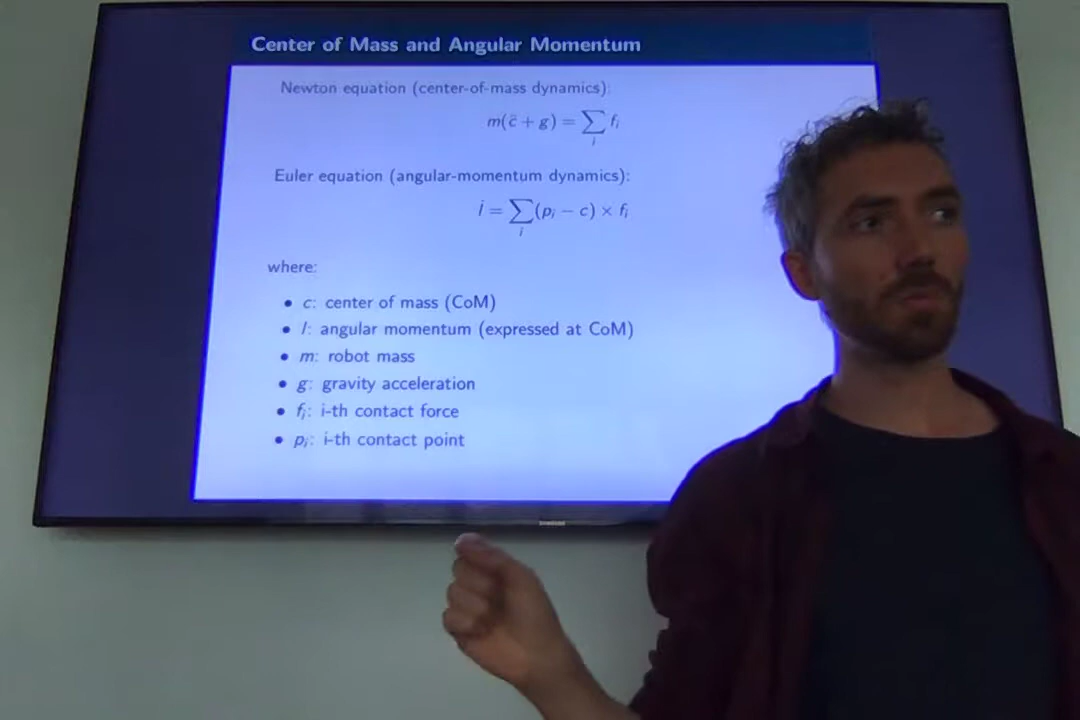 Center of Mass and Angular Momentum
Newton equation (center-of-mass dynamics):
m(c̈ + g) = ∑ fᵢ
i
Euler equation (angular-momentum dynamics):
l̇ = ∑(pᵢ − c) × fᵢ
i
where:
• c: center of mass (CoM)
• l: angular momentum (expressed at CoM)
• m: robot mass
• g: gravity acceleration
• fᵢ: i-th contact force
• pᵢ: i-th contact point